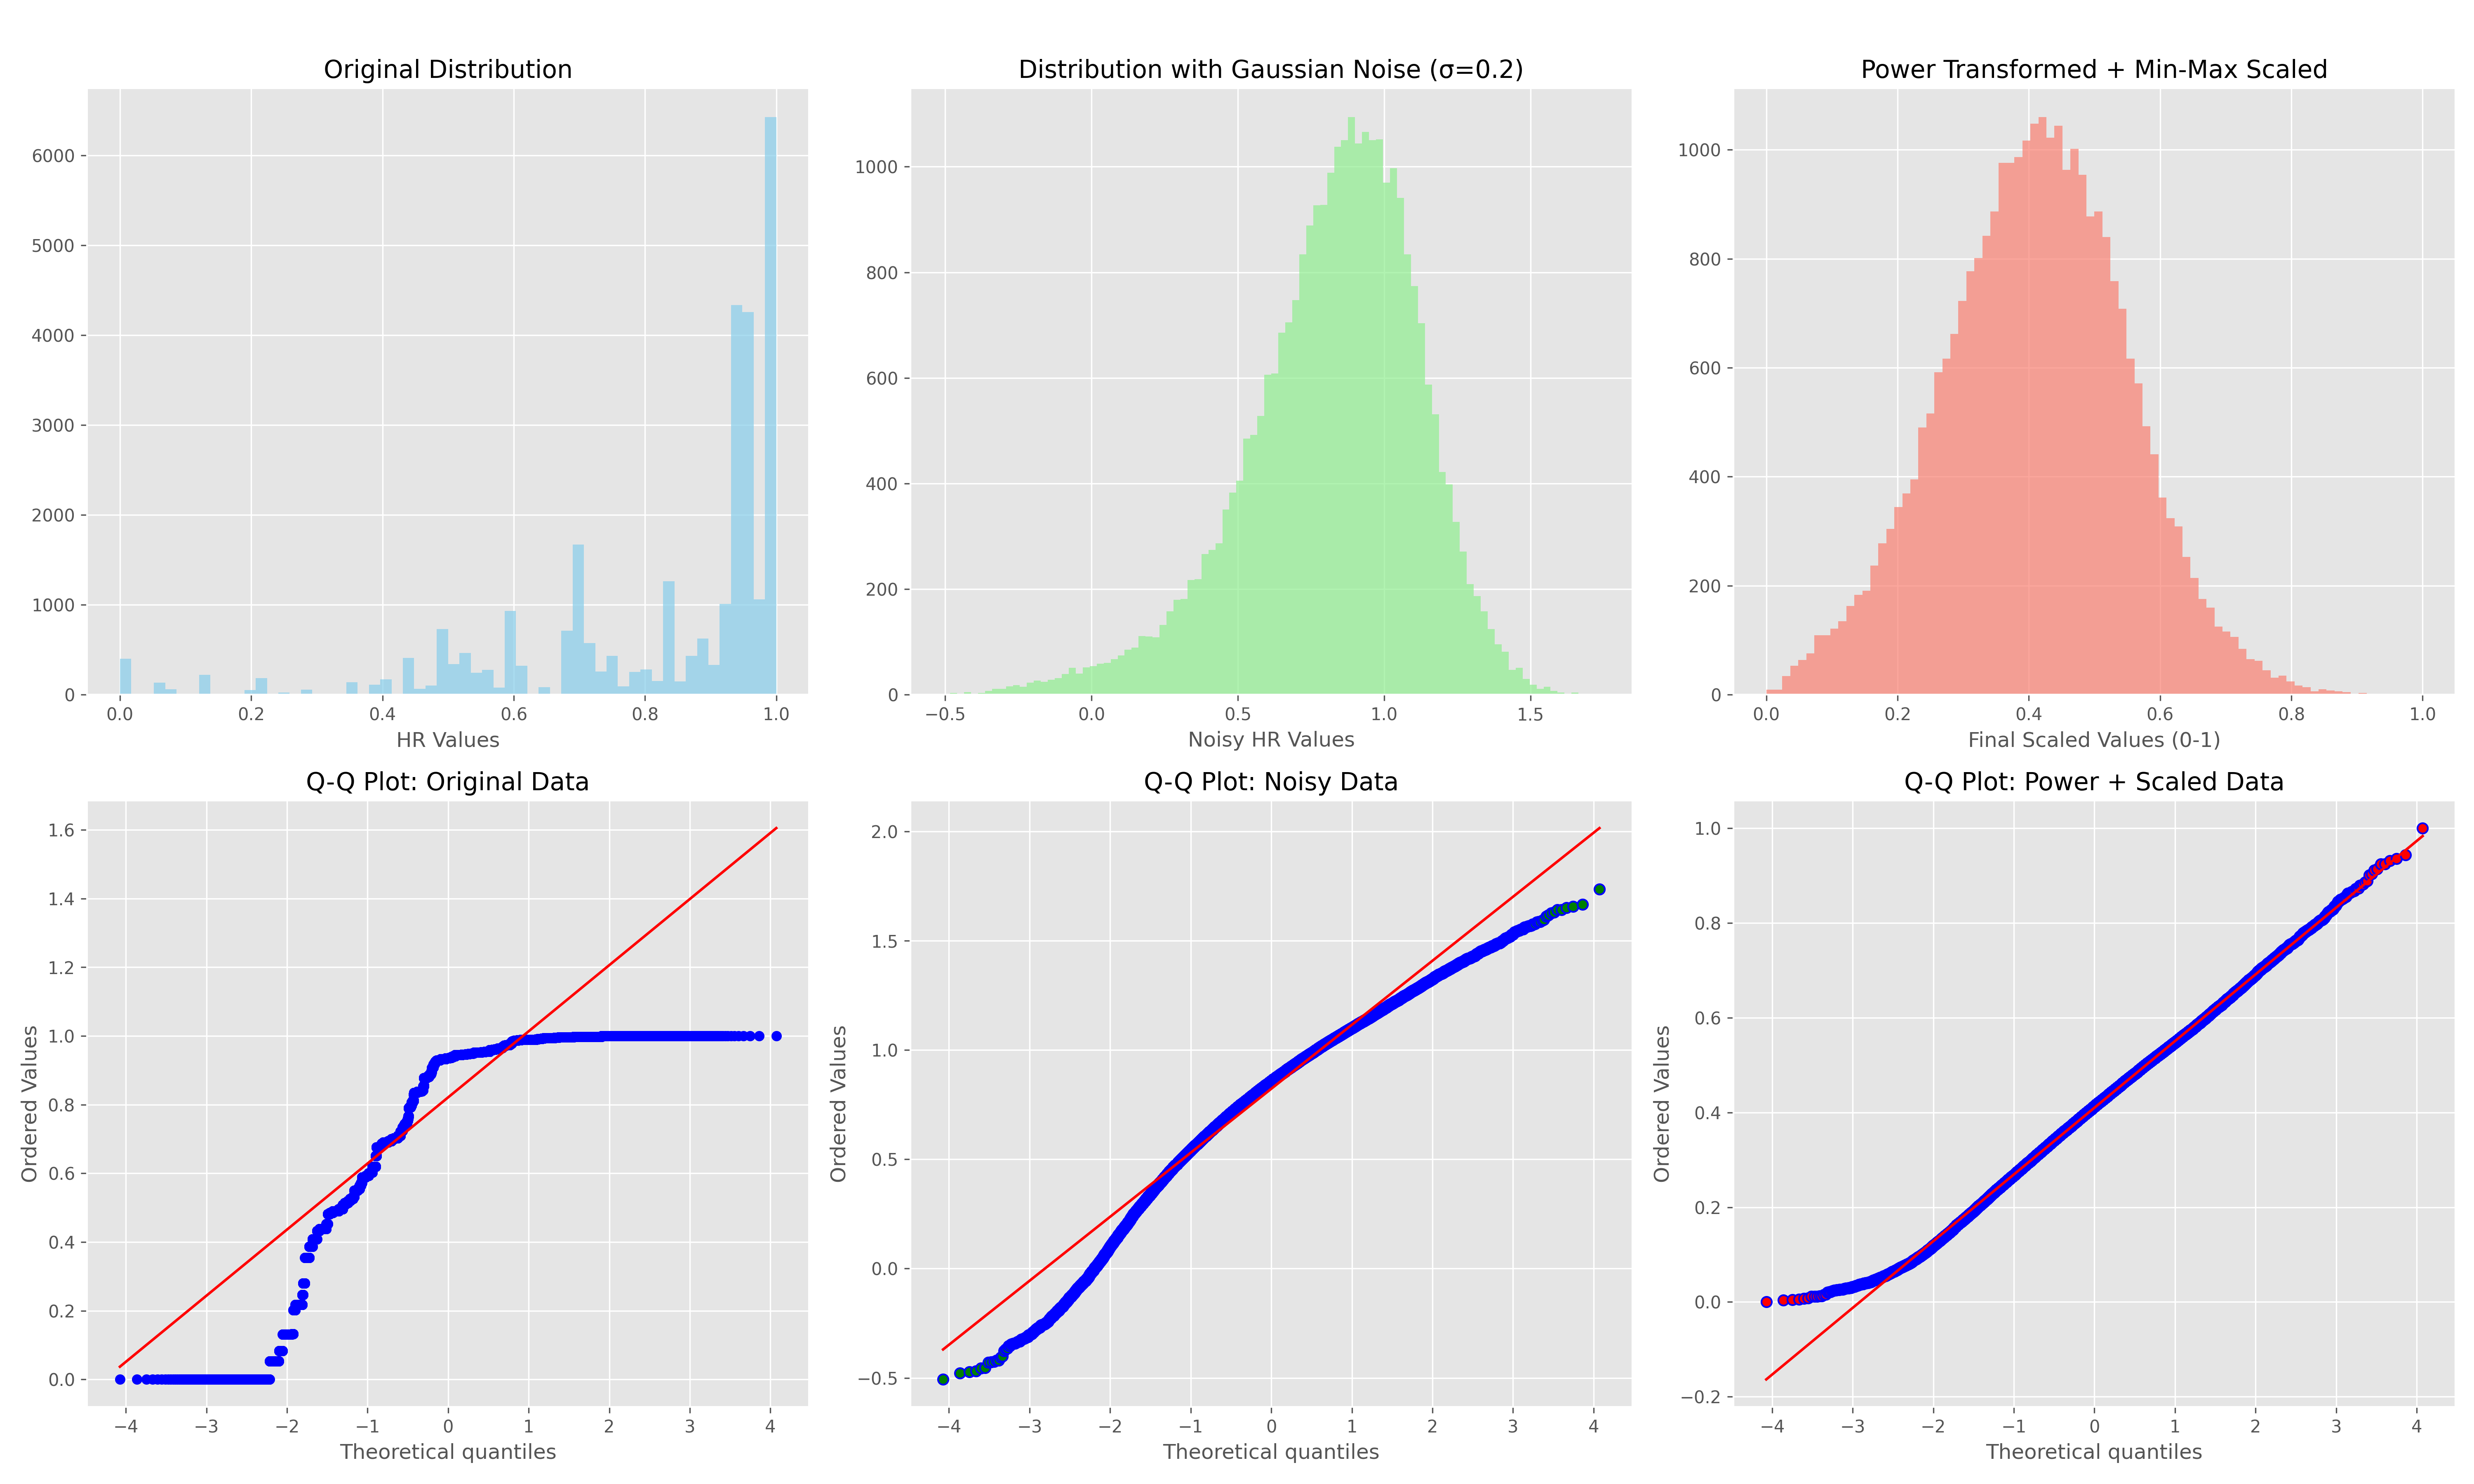 Original Distribution
6000
5000
4000
3000
2000
1000
0
0.0 0.2 0.4 0.6 0.8 1.0
HR Values
Distribution with Gaussian Noise (σ=0.2)
1000
800
600
400
200
0
−0.5 0.0 0.5 1.0 1.5
Noisy HR Values
Power Transformed + Min-Max Scaled
1000
800
600
400
200
0
0.0 0.2 0.4 0.6 0.8 1.0
Final Scaled Values (0-1)
Q-Q Plot: Original Data
Ordered Values
1.6
1.4
1.2
1.0
0.8
0.6
0.4
0.2
0.0
−4 −3 −2 −1 0 1 2 3 4
Theoretical quantiles
Q-Q Plot: Noisy Data
Ordered Values
2.0
1.5
1.0
0.5
0.0
−0.5
−4 −3 −2 −1 0 1 2 3 4
Theoretical quantiles
Q-Q Plot: Power + Scaled Data
Ordered Values
1.0
0.8
0.6
0.4
0.2
0.0
−0.2
−4 −3 −2 −1 0 1 2 3 4
Theoretical quantiles